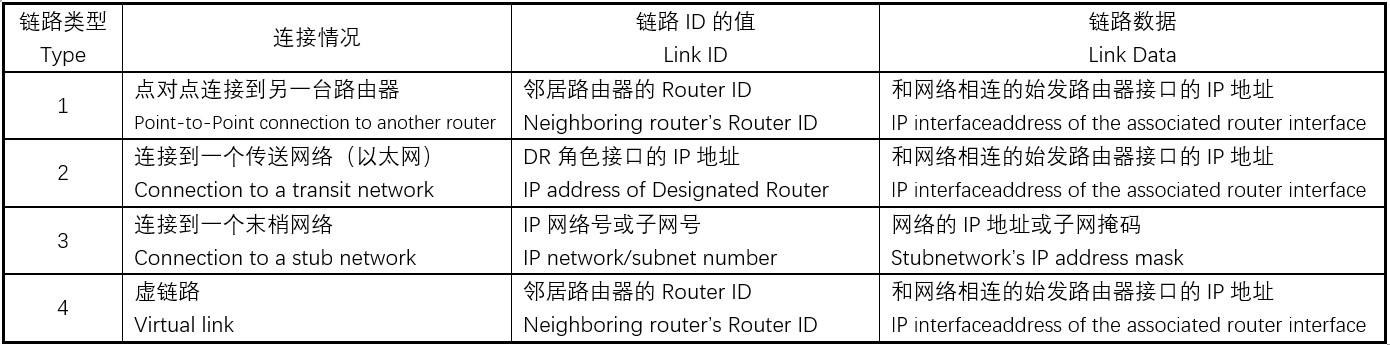 链路类型
Type
连接情况
链路 ID 的值
Link ID
链路数据
Link Data
1
点对点连接到另一台路由器
Point-to-Point connection to another router
邻居路由器的 Router ID
Neighboring router's Router ID
和网络相连的始发路由器接口的 IP 地址
IP interfaceaddress of the associated router interface
2
连接到一个传送网络（以太网）
Connection to a transit network
DR 角色接口的 IP 地址
IP address of Designated Router
和网络相连的始发路由器接口的 IP 地址
IP interfaceaddress of the associated router interface
3
连接到一个末梢网络
Connection to a stub network
IP 网络号或子网号
IP network/subnet number
网络的 IP 地址或子网掩码
Stubnetwork's IP address mask
4
虚链路
Virtual link
邻居路由器的 Router ID
Neighboring router's Router ID
和网络相连的始发路由器接口的 IP 地址
IP interfaceaddress of the associated router interface